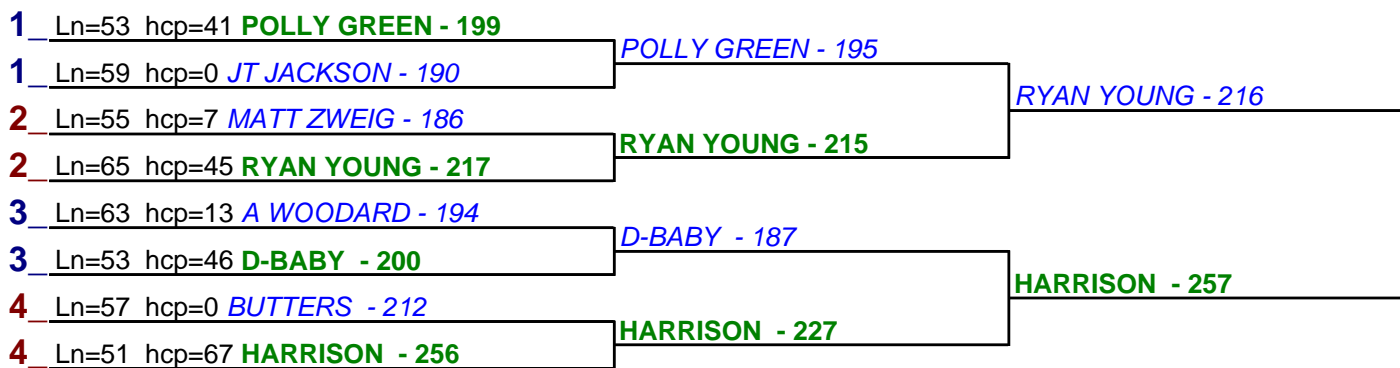 1_ Ln=53 hcp=41 POLLY GREEN - 199
POLLY GREEN - 195
1_ Ln=59 hcp=0 JT JACKSON - 190
RYAN YOUNG - 216
2_ Ln=55 hcp=7 MATT ZWEIG - 186
RYAN YOUNG - 215
2_ Ln=65 hcp=45 RYAN YOUNG - 217
3_ Ln=63 hcp=13 A WOODARD - 194
D-BABY - 187
3_ Ln=53 hcp=46 D-BABY - 200
HARRISON - 257
4_ Ln=57 hcp=0 BUTTERS - 212
HARRISON - 227
4_ Ln=51 hcp=67 HARRISON - 256